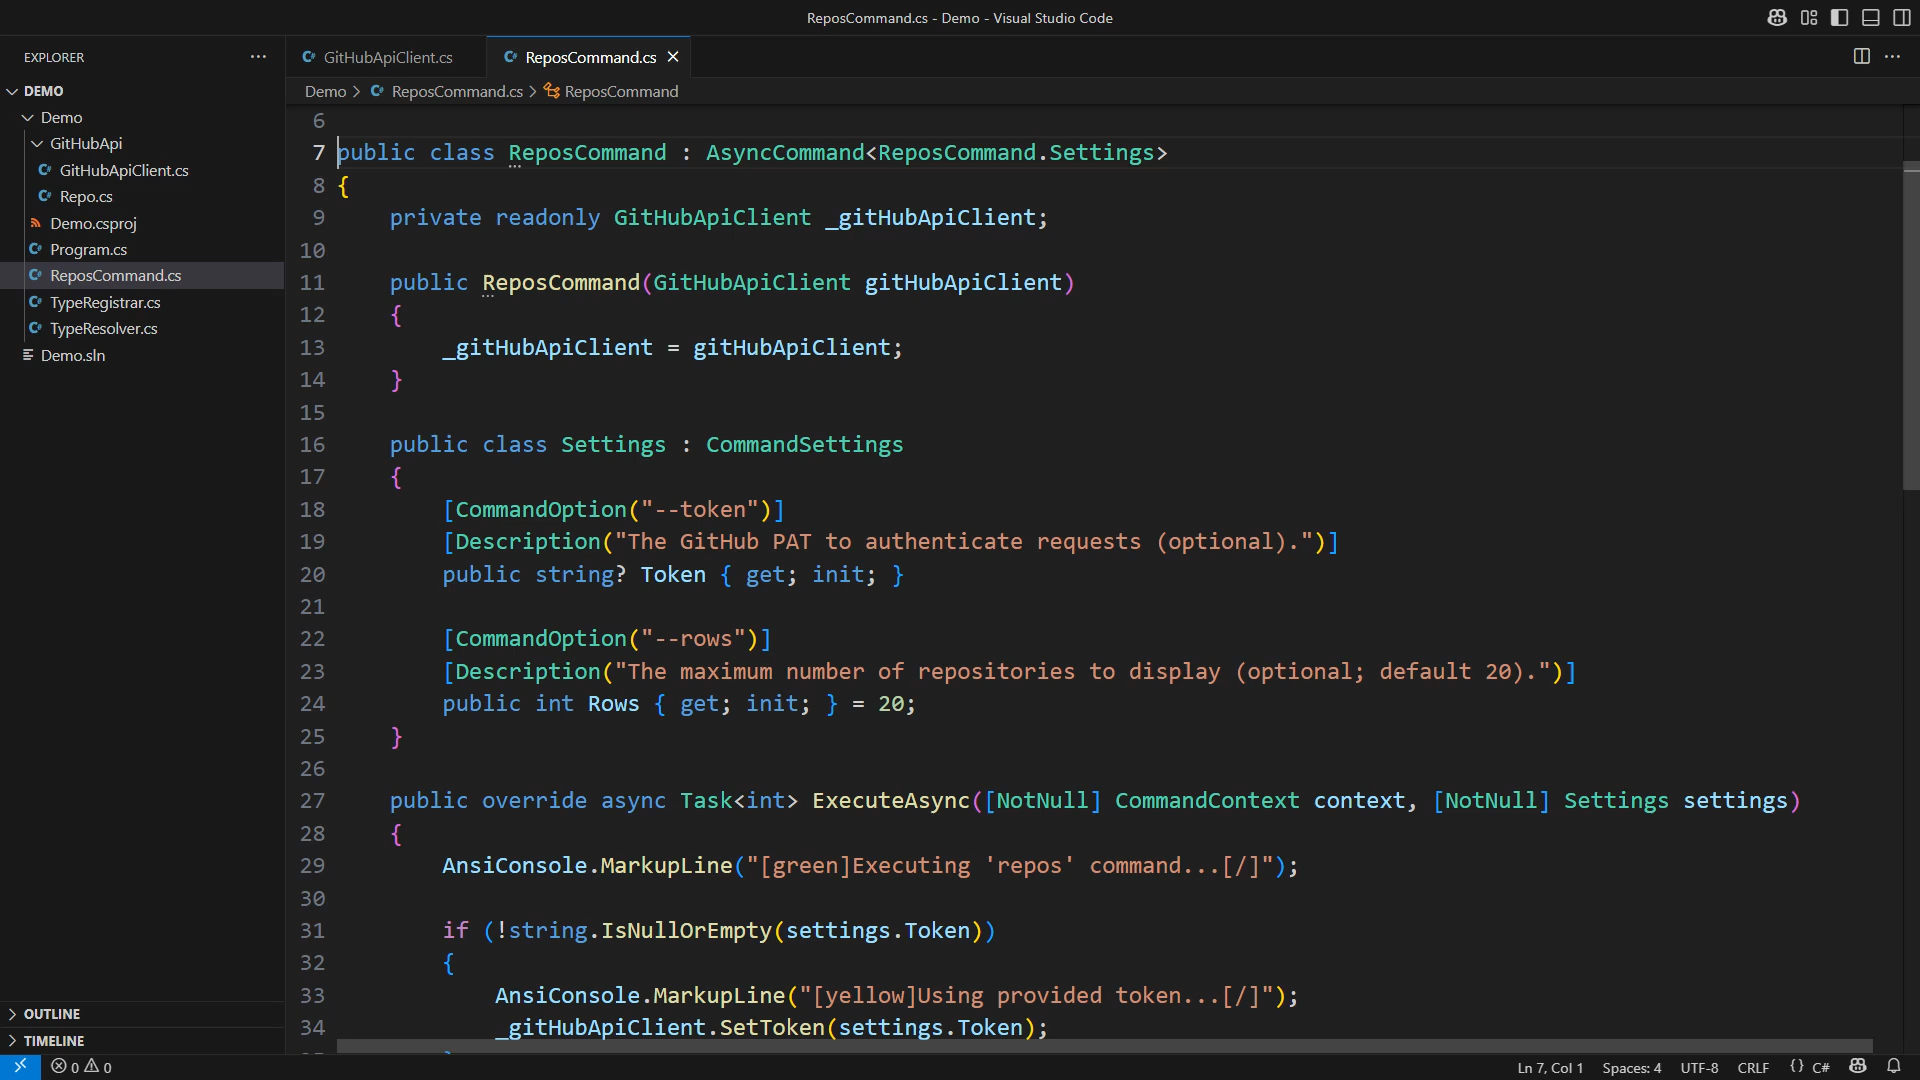 ReposCommand.cs - Demo - Visual Studio Code
EXPLORER
DEMO
Demo
GitHubApi
GitHubApiClient.cs
Repo.cs
Demo.csproj
Program.cs
ReposCommand.cs
TypeRegistrar.cs
TypeResolver.cs
Demo.sln
OUTLINE
TIMELINE
GitHubApiClient.cs
ReposCommand.cs
Demo > ReposCommand.cs > ReposCommand
6
7 public class ReposCommand : AsyncCommand<ReposCommand.Settings>
8 {
9     private readonly GitHubApiClient _gitHubApiClient;
10
11     public ReposCommand(GitHubApiClient gitHubApiClient)
12     {
13         _gitHubApiClient = gitHubApiClient;
14     }
15
16     public class Settings : CommandSettings
17     {
18         [CommandOption("--token")]
19         [Description("The GitHub PAT to authenticate requests (optional).")]
20         public string? Token { get; init; }
21
22         [CommandOption("--rows")]
23         [Description("The maximum number of repositories to display (optional; default 20).")]
24         public int Rows { get; init; } = 20;
25     }
26
27     public override async Task<int> ExecuteAsync([NotNull] CommandContext context, [NotNull] Settings settings)
28     {
29         AnsiConsole.MarkupLine("[green]Executing 'repos' command...[/]");
30
31         if (!string.IsNullOrEmpty(settings.Token))
32         {
33             AnsiConsole.MarkupLine("[yellow]Using provided token...[/]");
34             _gitHubApiClient.SetToken(settings.Token);
0 0
Ln 7, Col 1 Spaces: 4 UTF-8 CRLF {} C#